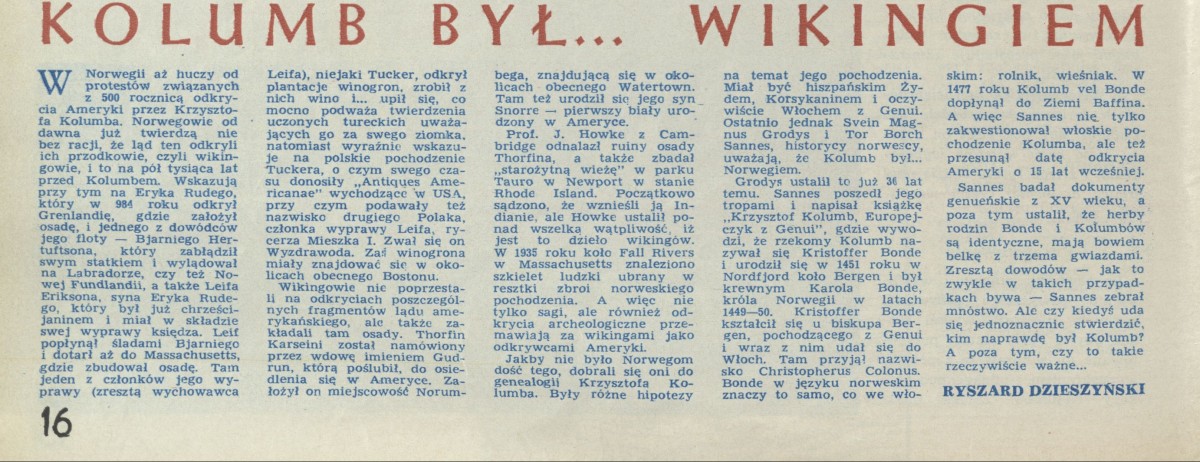 KOLUMB BYŁ... WIKINGIEM
W Norwegii aż huczy od
protestów związanych
z 500 rocznicą odkry-
cia Ameryki przez Krzyszto-
fa Kolumba. Norwegowie od
dawna już twierdzą nie
bez racji, że ląd ten odkryli
ich przodkowie, czyli wikin-
gowie, i to na pół tysiąca lat
przed Kolumbem. Wskazują
przy tym na Eryka Rudego,
który w 984 roku odkrył
Grenlandię, gdzie założył
osadę, i jednego z dowódców
jego floty — Bjarniego Her-
tuftsona, który zabłądził
swym statkiem i wylądował
na Labradorze, czy też No-
wej Fundlandii, a także Leifa
Eriksona, syna Eryka Rude-
go, który był już chrześci-
janinem i miał w składzie
swej wyprawy księdza. Leif
popłynął śladami Bjarniego
i dotarł aż do Massachusetts,
gdzie zbudował osadę. Tam
jeden z członków jego wy-
prawy (zresztą wychowawca
Leifa), niejaki Tucker, odkrył
plantacje winogron, zrobił z
nich wino i... upił się, co
mocno podważa twierdzenia
uczonych tureckich uważa-
jących go za swego ziomka,
natomiast wyraźnie wskazu-
je na polskie pochodzenie
Tuckera, o czym swego cza-
su donosiły „Antiques Ame-
ricanae" wychodzące w USA,
przy czym podawały też
nazwisko drugiego Polaka,
członka wyprawy Leifa, ry-
cerza Mieszka I. Zwał się on
Wyzdrawoda. Zaś winogrona
miały znajdować się w oko-
licach obecnego Bostonu.
Wikingowie nie poprzesta-
li na odkryciach poszczegól-
nych fragmentów lądu ame-
rykańskiego, ale także za-
kładali tam osady. Thorfin
Karseini został namówiony
przez wdowę imieniem Gud-
run, którą poślubił, do osie-
dlenia się w Ameryce. Za-
łożył on miejscowość Norum-
bega, znajdującą się w oko-
licach obecnego Watertown.
Tam też urodził się jego syn
Snorre — pierwszy biały uro-
dzony w Ameryce.
Prof. J. Howke z Cam-
bridge odnalazł ruiny osady
Thorfina, a także zbadał
„starożytną wieżę" w parku
Tauro w Newport w stanie
Rhode Island. Początkowo
sądzono, że wznieśli ją In-
dianie, ale Howke ustalił po-
nad wszelką wątpliwość, iż
jest to dzieło wikingów.
W 1935 roku koło Fall Rivers
w Massachusetts znaleziono
szkielet ludzki ubrany w
resztki zbroi norweskiego
pochodzenia. A więc nie
tylko sagi, ale również od-
krycia archeologiczne prze-
mawiają za wikingami jako
odkrywcami Ameryki.
Jakby nie było Norwegom
dość tego, dobrali się oni do
genealogii Krzysztofa Ko-
lumba. Były różne hipotezy
na temat jego pochodzenia.
Miał być hiszpańskim Ży-
dem, Korsykaninem i oczy-
wiście Włochem z Genui.
Ostatnio jednak Svein Mag-
nus Grodys i Tor Borch
Sannes, historycy norwescy,
uważają, że Kolumb był...
Norwegiem.
Grodys ustalił to już 36 lat
temu. Sannes poszedł jego
tropami i napisał książkę
„Krzysztof Kolumb, Europej-
czyk z Genui", gdzie wywo-
dzi, że rzekomy Kolumb na-
zywał się Kristoffer Bonde
i urodził się w 1451 roku w
Nordfjord koło Bergen i był
krewnym Karola Bonde,
króla Norwegii w latach
1449—50. Kristoffer Bonde
kształcił się u biskupa Ber-
gen, pochodzącego z Genui
i wraz z nim udał się do
Włoch. Tam przyjął nazwi-
sko Christopherus Colonus.
Bonde w języku norweskim
znaczy to samo, co we wło-
skim: rolnik, wieśniak. W
1477 roku Kolumb vel Bonde
dopłynął do Ziemi Baffina.
A więc Sannes nie tylko
zakwestionował włoskie po-
chodzenie Kolumba, ale też
przesunął datę odkrycia
Ameryki o 15 lat wcześniej.
Sannes badał dokumenty
genueńskie z XV wieku, a
poza tym ustalił, że herby
rodzin Bonde i Kolumbów
są identyczne, mają bowiem
belkę z trzema gwiazdami.
Zresztą dowodów — jak to
zwykle w takich przypad-
kach bywa — Sannes zebrał
mnóstwo. Ale czy kiedyś uda
się jednoznacznie stwierdzić,
kim naprawdę był Kolumb?
A poza tym, czy to takie
rzeczywiście ważne...
RYSZARD DZIESZYŃSKI
16